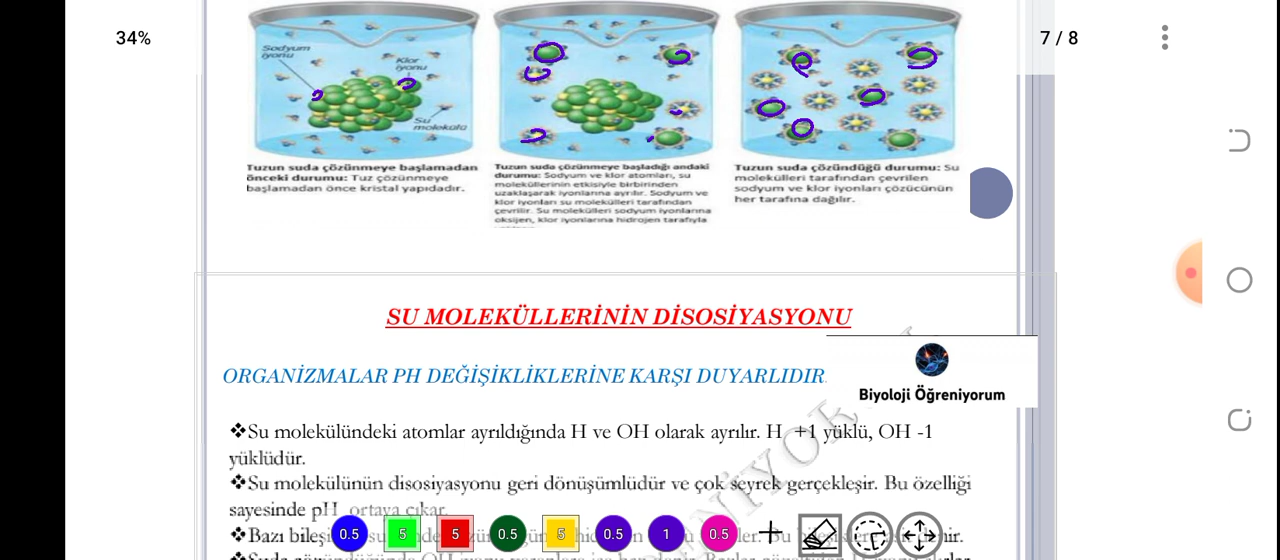 34%
7 / 8
Sodyum
iyonu
Klor
iyonu
Su
molekülü
Tuzun suda çözünmeye başlamadan
önceki durumu: Tuz çözünmeye
başlamadan önce kristal yapıdadır.
Tuzun suda çözünmeye başladığı andaki
durumu: Sodyum ve klor atomları, su
moleküllerinin etkisiyle birbirinden
uzaklaşarak iyonlarına ayrılır. Sodyum ve
klor iyonları su molekülleri tarafından
çevrilir. Su molekülleri sodyum iyonlarına
oksijen, klor iyonlarına hidrojen tarafıyla
Tuzun suda çözündüğü durumu: Su
molekülleri tarafından çevrilen
sodyum ve klor iyonları çözücünün
her tarafına dağılır.
SU MOLEKÜLLERİNİN DİSOSİYASYONU
ORGANİZMALAR PH DEĞİŞİKLİKLERİNE KARŞI DUYARLIDIR
Biyoloji Öğreniyorum
❖Su molekülündeki atomlar ayrıldığında H ve OH olarak ayrılır. H +1 yüklü, OH -1
yüklüdür.
❖Su molekülünün disosiyasyonu geri dönüşümlüdür ve çok seyrek gerçekleşir. Bu özelliği
sayesinde pH ortaya çıkar.
❖Bazı
0.5 5 5 0.5 5 0.5 1 0.5